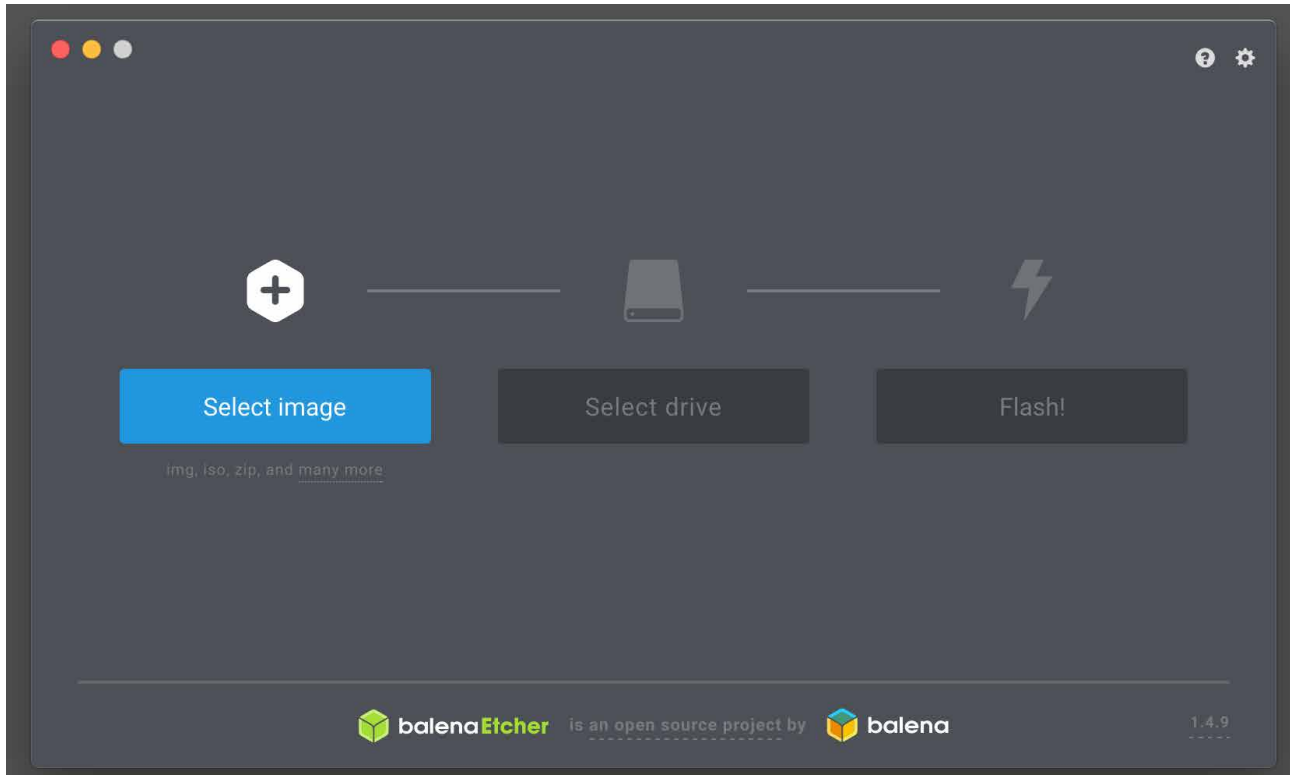 Select image
Select drive
Flash!
img, iso, zip, and many more
balenaEtcher is an open source project by balena
1.4.9